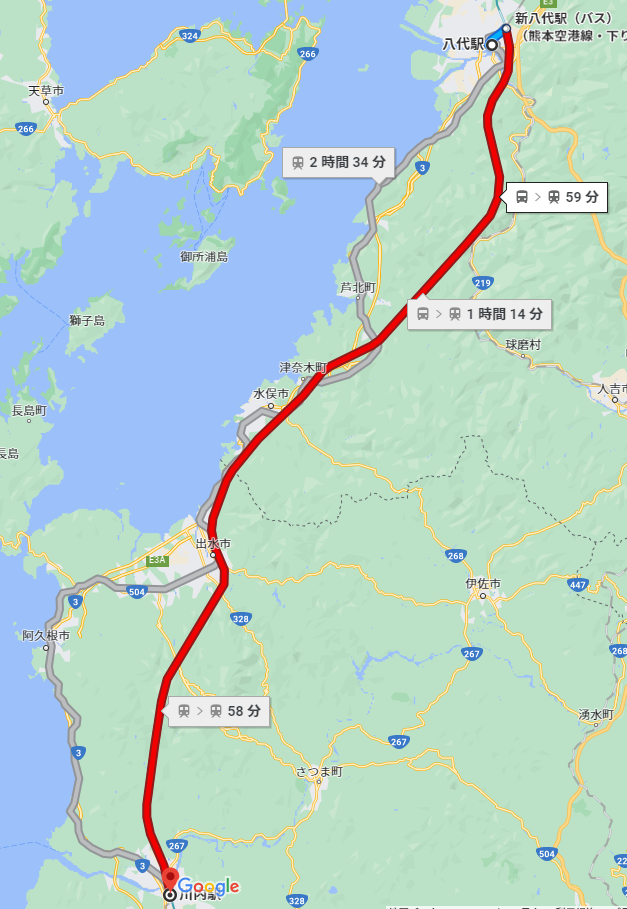 E3
新八代駅（バス）
（熊本空港線・下り
八代駅
324
266
天草市
266
2 時間 34 分
3
59 分
御所浦島
219
芦北町
1 時間 14 分
獅子島
球磨村
津奈木町
人吉市
水俣市
長島町
長島
出水市
E3A
268
伊佐市
447
504
3
328
阿久根市
267
268
58 分
湧水町
267
3
さつま町
267
504
3
Google
川内駅
328